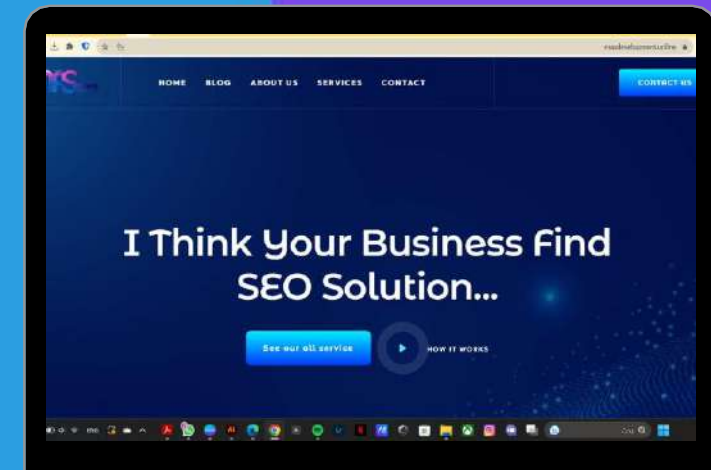 HOME BLOG ABOUT US SERVICES CONTACT
CONTACT US
I Think Your Business Find
SEO Solution...
See our all service
HOW IT WORKS
ENG